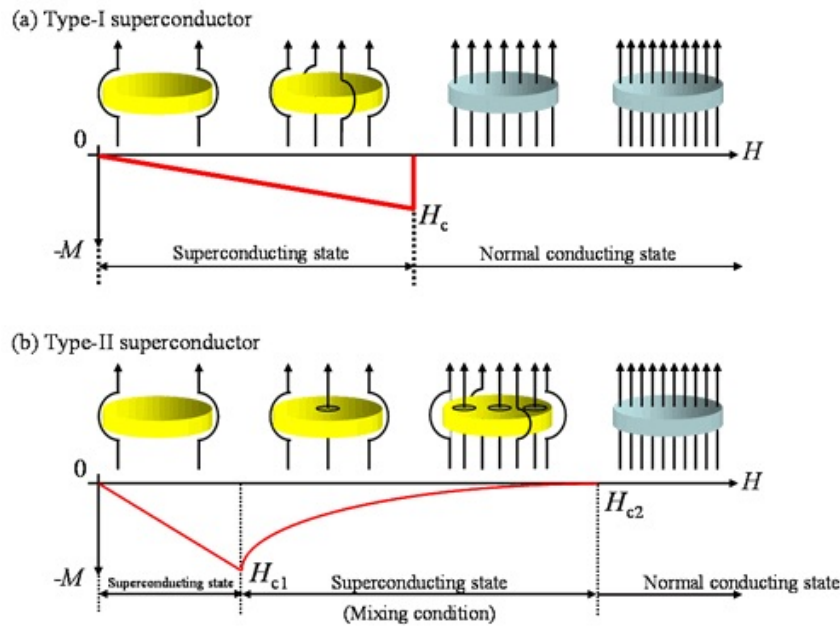 (a) Type-I superconductor
0
H
H_c
-M
Superconducting state
Normal conducting state
(b) Type-II superconductor
0
H
H_c2
-M
H_c1
Superconducting state
Superconducting state
Normal conducting state
(Mixing condition)